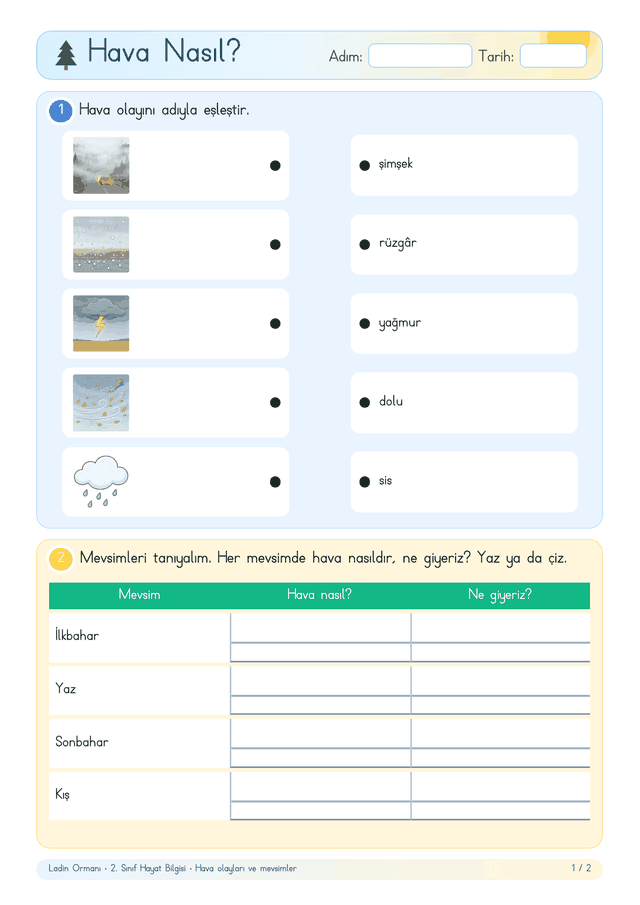 Hava Nasıl?
Adım:
Tarih:
1 Hava olayını adıyla eşleştir.
şimşek
rüzgâr
yağmur
dolu
sis
2 Mevsimleri tanıyalım. Her mevsimde hava nasıldır, ne giyeriz? Yaz ya da çiz.
Mevsim Hava nasıl? Ne giyeriz?
İlkbahar
Yaz
Sonbahar
Kış
Ladin Ormanı • 2. Sınıf Hayat Bilgisi • Hava olayları ve mevsimler 1 / 2